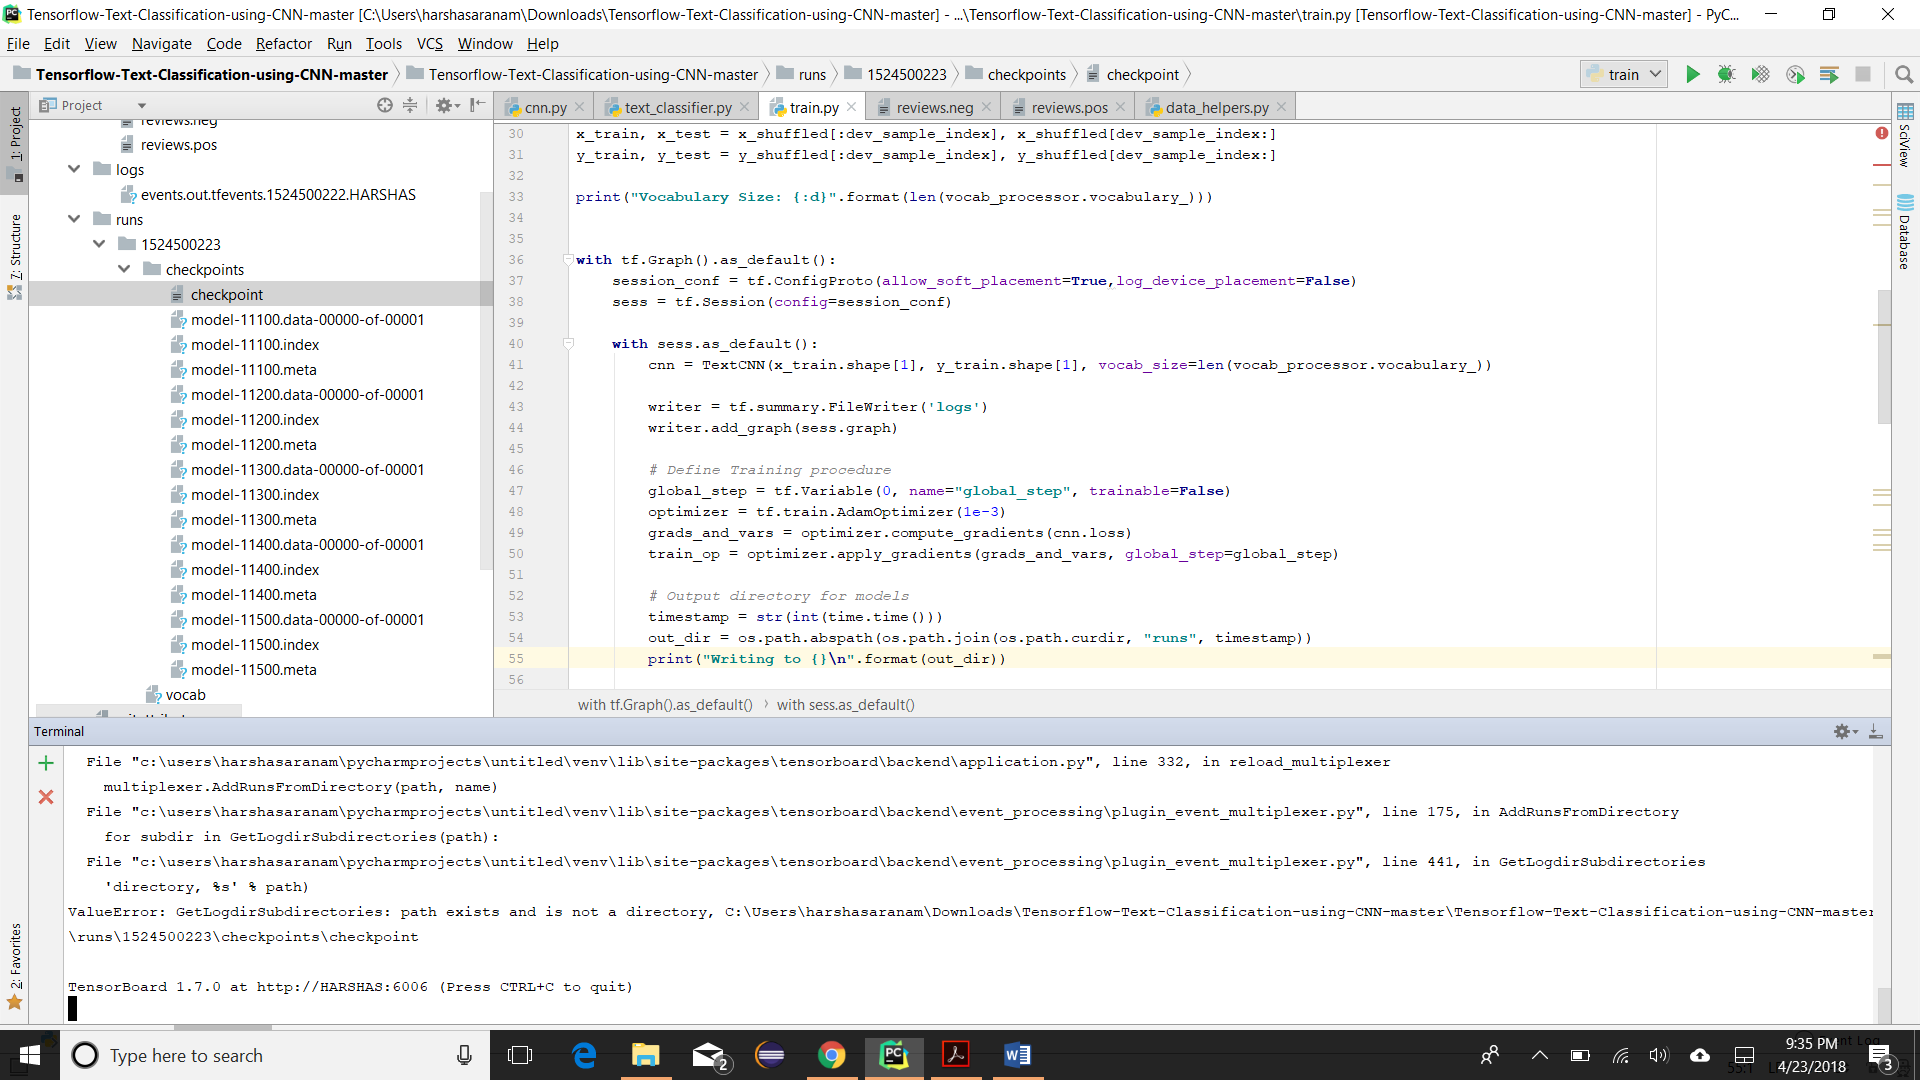 Tensorflow-Text-Classification-using-CNN-master [C:\Users\harshasaranam\Downloads\Tensorflow-Text-Classification-using-CNN-master] - ...\Tensorflow-Text-Classification-using-CNN-master\train.py [Tensorflow-Text-Classification-using-CNN-master] - PyC...
File Edit View Navigate Code Refactor Run Tools VCS Window Help
Tensorflow-Text-Classification-using-CNN-master Tensorflow-Text-Classification-using-CNN-master runs 1524500223 checkpoints checkpoint train
Project cnn.py text_classifier.py train.py reviews.neg reviews.pos data_helpers.py
1: Project
7: Structure
2: Favorites
SciView
Database
reviews.neg
reviews.pos
logs
events.out.tfevents.1524500222.HARSHAS
runs
1524500223
checkpoints
checkpoint
model-11100.data-00000-of-00001
model-11100.index
model-11100.meta
model-11200.data-00000-of-00001
model-11200.index
model-11200.meta
model-11300.data-00000-of-00001
model-11300.index
model-11300.meta
model-11400.data-00000-of-00001
model-11400.index
model-11400.meta
model-11500.data-00000-of-00001
model-11500.index
model-11500.meta
vocab
30 x_train, x_test = x_shuffled[:dev_sample_index], x_shuffled[dev_sample_index:]
31 y_train, y_test = y_shuffled[:dev_sample_index], y_shuffled[dev_sample_index:]
32
33 print("Vocabulary Size: {:d}".format(len(vocab_processor.vocabulary_)))
34
35
36 with tf.Graph().as_default():
37 session_conf = tf.ConfigProto(allow_soft_placement=True,log_device_placement=False)
38 sess = tf.Session(config=session_conf)
39
40 with sess.as_default():
41 cnn = TextCNN(x_train.shape[1], y_train.shape[1], vocab_size=len(vocab_processor.vocabulary_))
42
43 writer = tf.summary.FileWriter('logs')
44 writer.add_graph(sess.graph)
45
46 # Define Training procedure
47 global_step = tf.Variable(0, name="global_step", trainable=False)
48 optimizer = tf.train.AdamOptimizer(1e-3)
49 grads_and_vars = optimizer.compute_gradients(cnn.loss)
50 train_op = optimizer.apply_gradients(grads_and_vars, global_step=global_step)
51
52 # Output directory for models
53 timestamp = str(int(time.time()))
54 out_dir = os.path.abspath(os.path.join(os.path.curdir, "runs", timestamp))
55 print("Writing to {}\n".format(out_dir))
56
with tf.Graph().as_default() with sess.as_default()
Terminal
File "c:\users\harshasaranam\pycharmprojects\untitled\venv\lib\site-packages\tensorboard\backend\application.py", line 332, in reload_multiplexer
multiplexer.AddRunsFromDirectory(path, name)
File "c:\users\harshasaranam\pycharmprojects\untitled\venv\lib\site-packages\tensorboard\backend\event_processing\plugin_event_multiplexer.py", line 175, in AddRunsFromDirectory
for subdir in GetLogdirSubdirectories(path):
File "c:\users\harshasaranam\pycharmprojects\untitled\venv\lib\site-packages\tensorboard\backend\event_processing\plugin_event_multiplexer.py", line 441, in GetLogdirSubdirectories
'directory, %s' % path)
ValueError: GetLogdirSubdirectories: path exists and is not a directory, C:\Users\harshasaranam\Downloads\Tensorflow-Text-Classification-using-CNN-master\Tensorflow-Text-Classification-using-CNN-master
\runs\1524500223\checkpoints\checkpoint
TensorBoard 1.7.0 at http://HARSHAS:6006 (Press CTRL+C to quit)
Type here to search
2
9:35 PM
4/23/2018
3